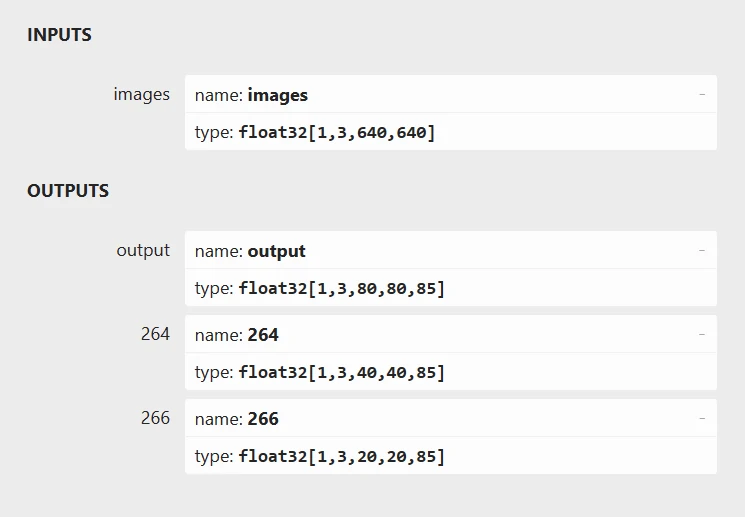 INPUTS
images name: images -
type: float32[1,3,640,640]
OUTPUTS
output name: output -
type: float32[1,3,80,80,85]
264 name: 264 -
type: float32[1,3,40,40,85]
266 name: 266 -
type: float32[1,3,20,20,85]